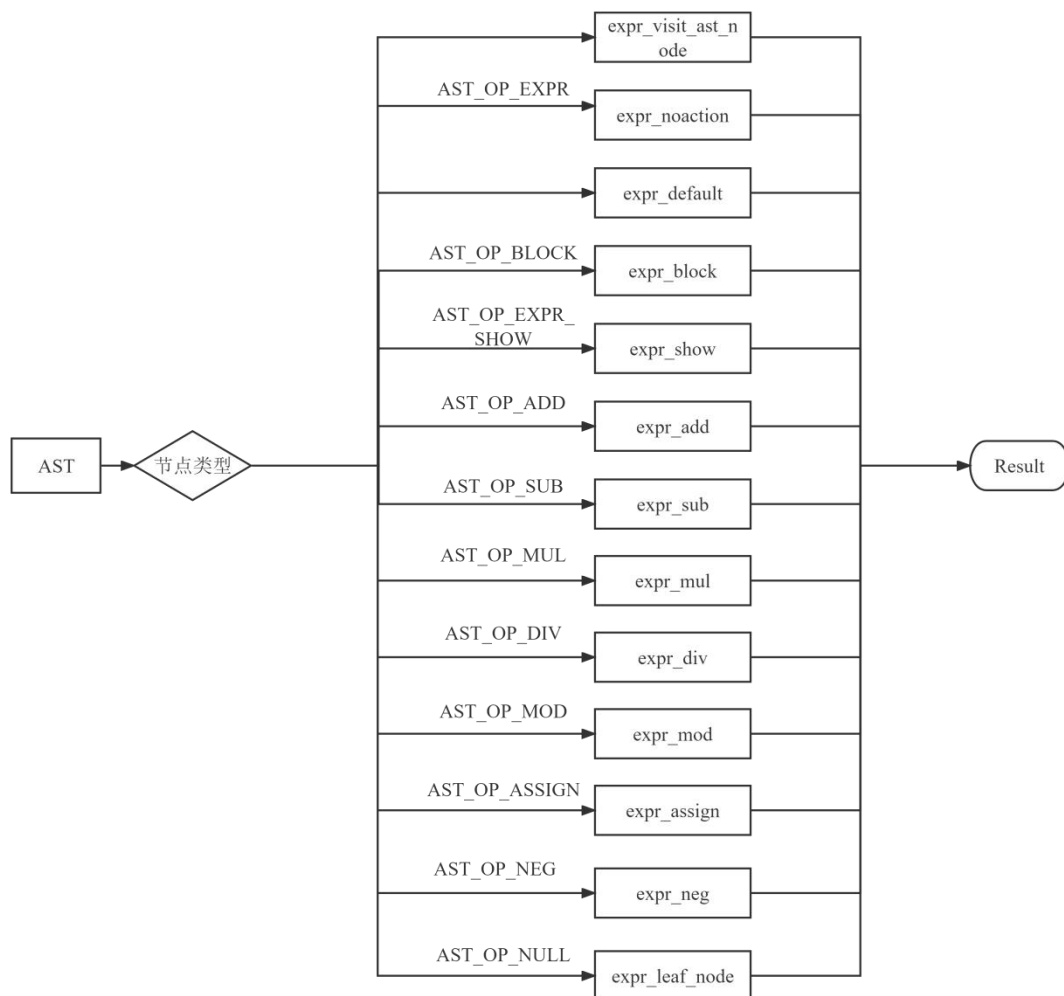 expr_visit_ast_n
ode
AST_OP_EXPR
expr_noaction
expr_default
AST_OP_BLOCK
expr_block
AST_OP_EXPR_
SHOW
expr_show
AST_OP_ADD
expr_add
AST
节点类型
Result
AST_OP_SUB
expr_sub
AST_OP_MUL
expr_mul
AST_OP_DIV
expr_div
AST_OP_MOD
expr_mod
AST_OP_ASSIGN
expr_assign
AST_OP_NEG
expr_neg
AST_OP_NULL
expr_leaf_node